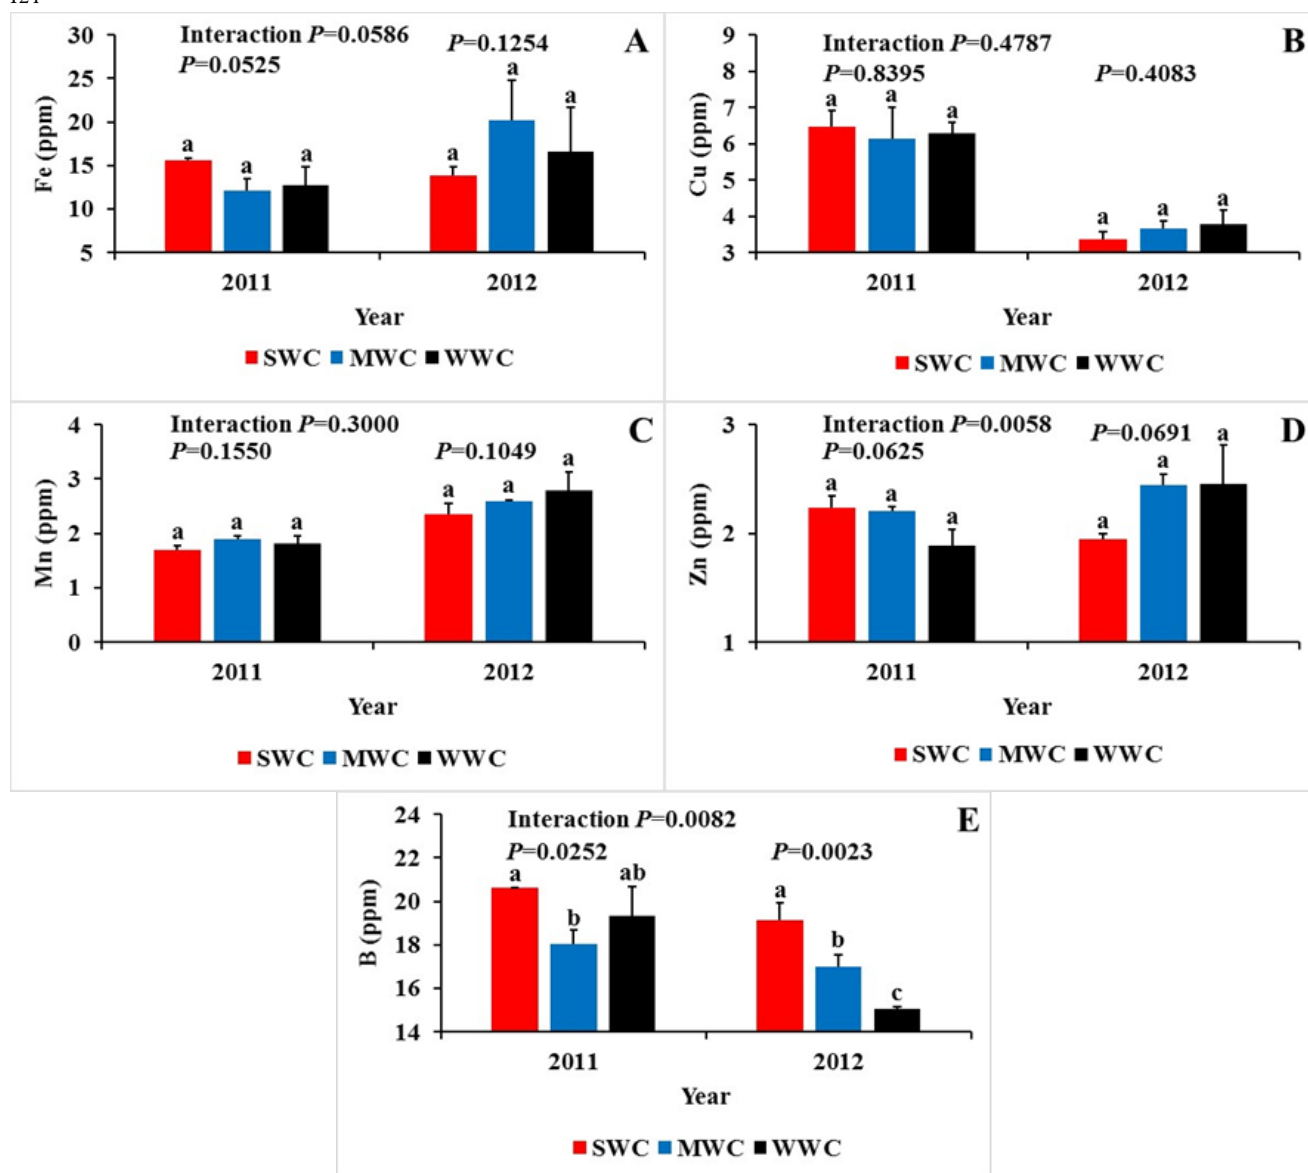 Interaction P=0.0586
P=0.0525
P=0.1254
A
30
25
20
15
10
5
Fe (ppm)
a a a a a a
2011 2012
Year
SWC MWC WWC
Interaction P=0.4787
P=0.8395
P=0.4083
B
9
8
7
6
5
4
3
Cu (ppm)
a a a a a a
2011 2012
Year
SWC MWC WWC
Interaction P=0.3000
P=0.1550
P=0.1049
C
4
3
2
1
0
Mn (ppm)
a a a a a a
2011 2012
Year
SWC MWC WWC
Interaction P=0.0058
P=0.0625
P=0.0691
D
3
2
1
Zn (ppm)
a a a a a a
2011 2012
Year
SWC MWC WWC
Interaction P=0.0082
P=0.0252
P=0.0023
E
24
22
20
18
16
14
B (ppm)
a b ab a b c
2011 2012
Year
SWC MWC WWC